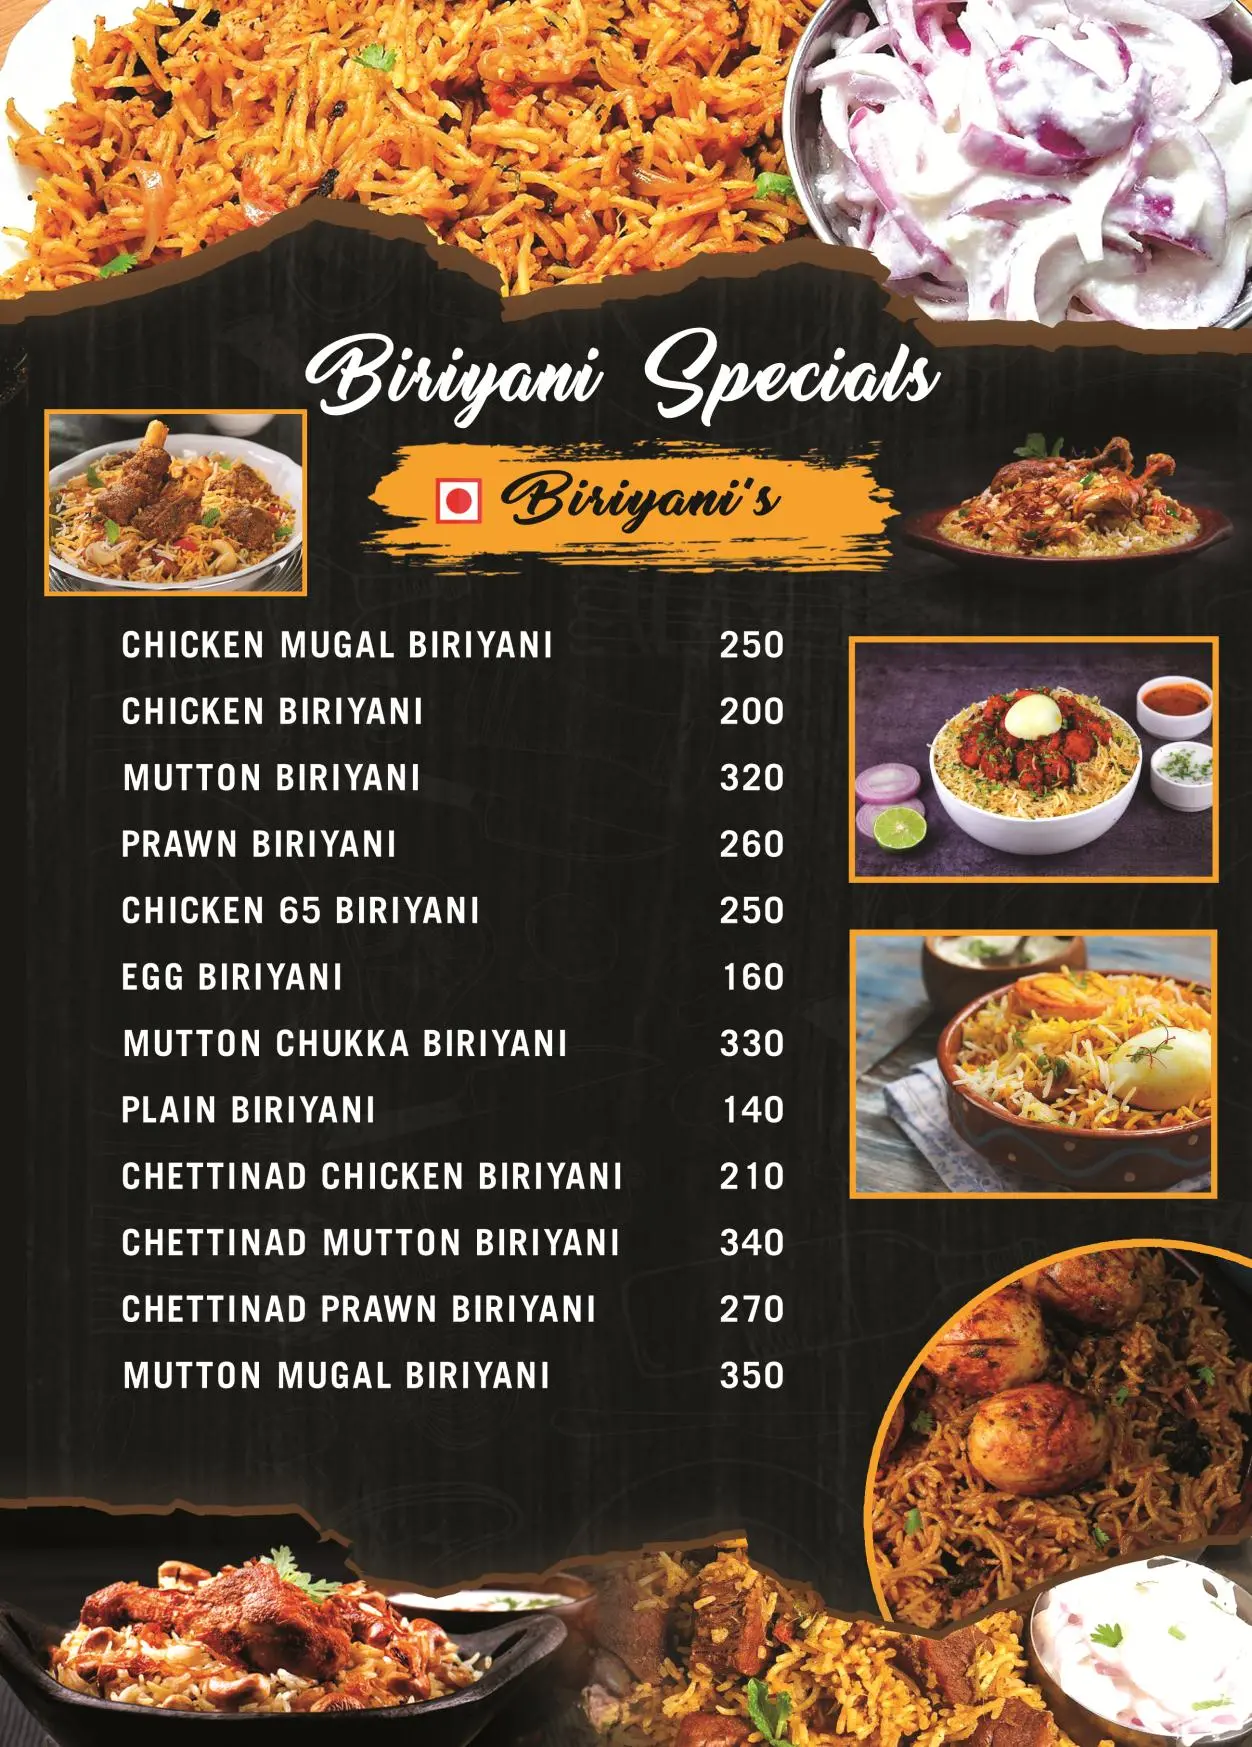 Biriyani Specials
Biriyani's
CHICKEN MUGAL BIRIYANI 250
CHICKEN BIRIYANI 200
MUTTON BIRIYANI 320
PRAWN BIRIYANI 260
CHICKEN 65 BIRIYANI 250
EGG BIRIYANI 160
MUTTON CHUKKA BIRIYANI 330
PLAIN BIRIYANI 140
CHETTINAD CHICKEN BIRIYANI 210
CHETTINAD MUTTON BIRIYANI 340
CHETTINAD PRAWN BIRIYANI 270
MUTTON MUGAL BIRIYANI 350